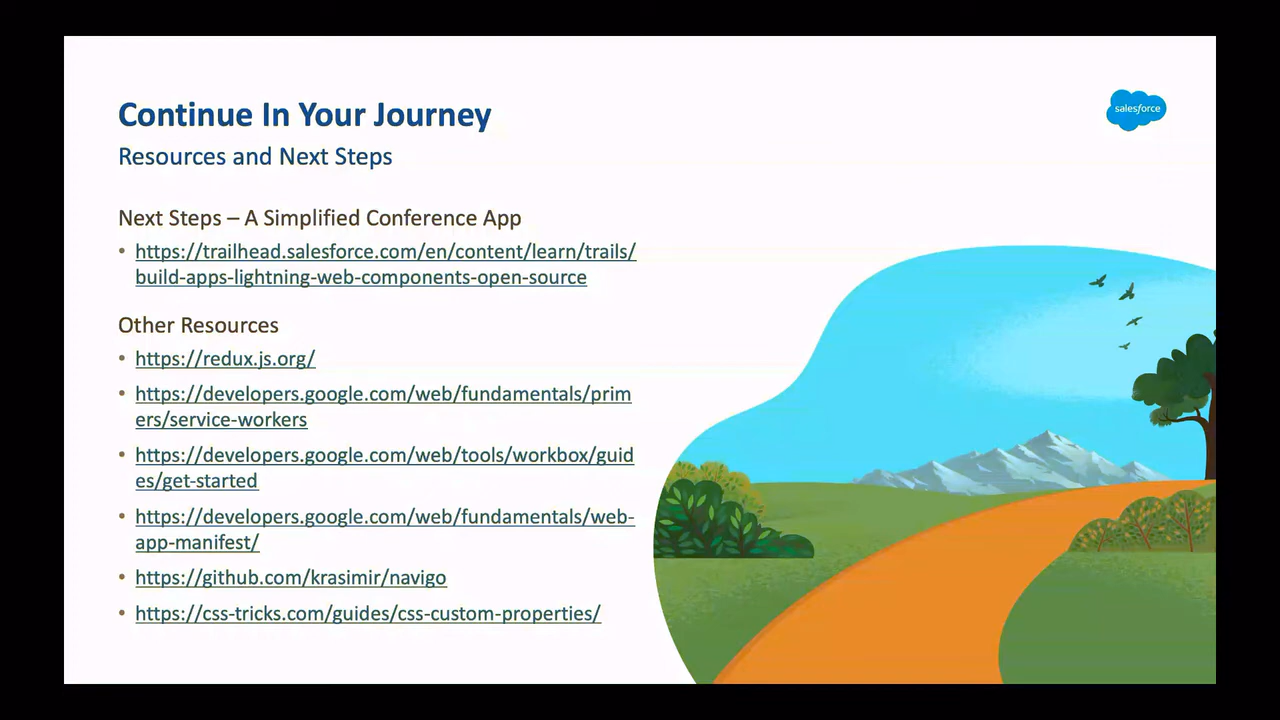 Continue In Your Journey
salesforce
Resources and Next Steps
Next Steps – A Simplified Conference App
• https://trailhead.salesforce.com/en/content/learn/trails/
build-apps-lightning-web-components-open-source
Other Resources
• https://redux.js.org/
• https://developers.google.com/web/fundamentals/prim
ers/service-workers
• https://developers.google.com/web/tools/workbox/guid
es/get-started
• https://developers.google.com/web/fundamentals/web-
app-manifest/
• https://github.com/krasimir/navigo
• https://css-tricks.com/guides/css-custom-properties/